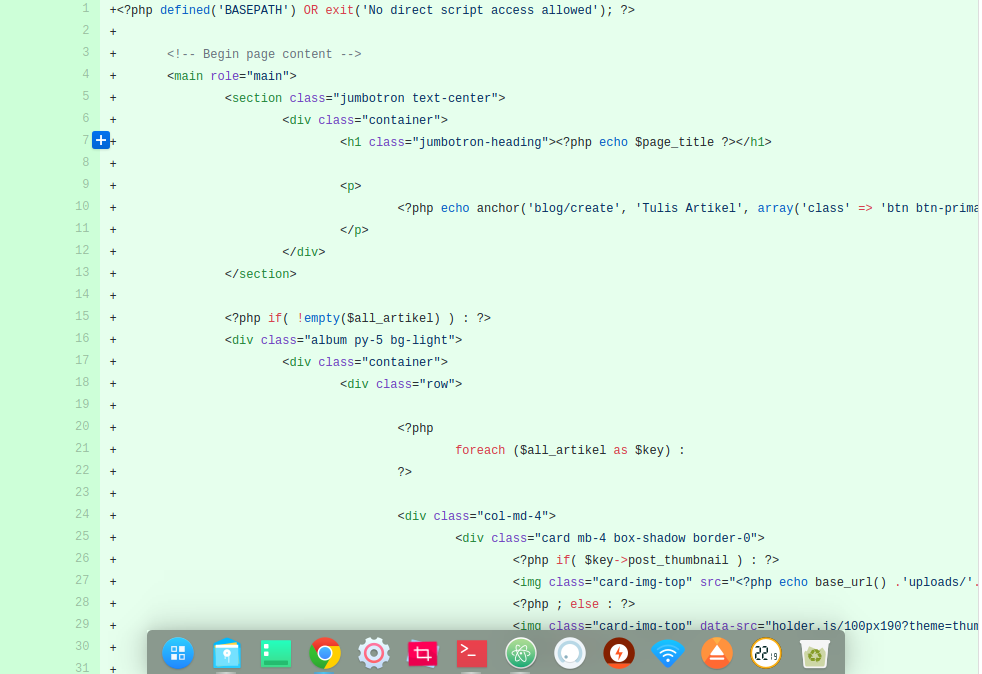 1 +<?php defined('BASEPATH') OR exit('No direct script access allowed'); ?>
2 +
3 + <!-- Begin page content -->
4 + <main role="main">
5 + <section class="jumbotron text-center">
6 + <div class="container">
7 + <h1 class="jumbotron-heading"><?php echo $page_title ?></h1>
8 +
9 + <p>
10 + <?php echo anchor('blog/create', 'Tulis Artikel', array('class' => 'btn btn-prima
11 + </p>
12 + </div>
13 + </section>
14 +
15 + <?php if( !empty($all_artikel) ) : ?>
16 + <div class="album py-5 bg-light">
17 + <div class="container">
18 + <div class="row">
19 +
20 + <?php
21 + foreach ($all_artikel as $key) :
22 + ?>
23 +
24 + <div class="col-md-4">
25 + <div class="card mb-4 box-shadow border-0">
26 + <?php if( $key->post_thumbnail ) : ?>
27 + <img class="card-img-top" src="<?php echo base_url() .'uploads/'.
28 + <?php ; else : ?>
29 + <img class="card-img-top" data-src="holder.js/100px190?theme=thum
30 +
31 +
22 19